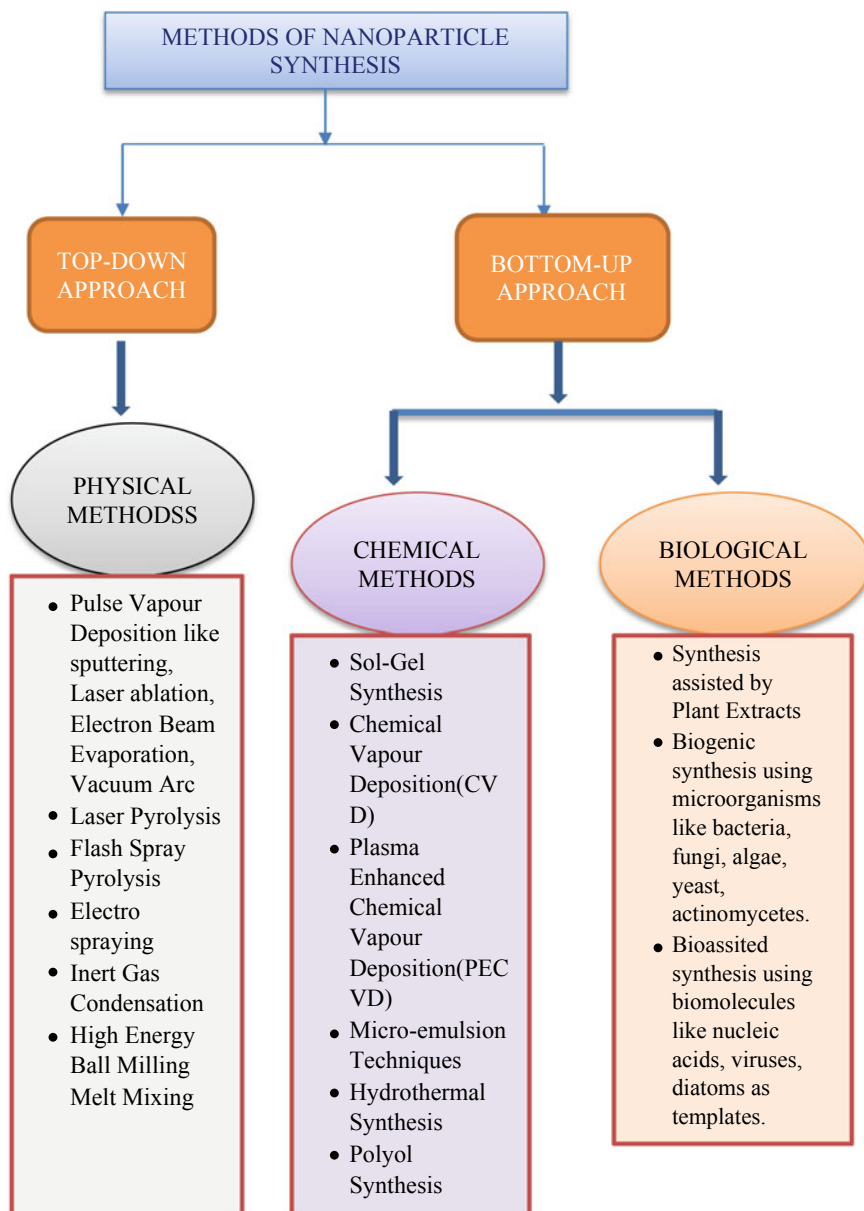 METHODS OF NANOPARTICLE
SYNTHESIS
TOP-DOWN
APPROACH
BOTTOM-UP
APPROACH
PHYSICAL
METHODSS
• Pulse Vapour
Deposition like
sputtering,
Laser ablation,
Electron Beam
Evaporation,
Vacuum Arc
• Laser Pyrolysis
• Flash Spray
Pyrolysis
• Electro
spraying
• Inert Gas
Condensation
• High Energy
Ball Milling
Melt Mixing
CHEMICAL
METHODS
• Sol-Gel
Synthesis
• Chemical
Vapour
Deposition(CV
D)
• Plasma
Enhanced
Chemical
Vapour
Deposition(PEC
VD)
• Micro-emulsion
Techniques
• Hydrothermal
Synthesis
• Polyol
Synthesis
BIOLOGICAL
METHODS
• Synthesis
assisted by
Plant Extracts
• Biogenic
synthesis using
microorganisms
like bacteria,
fungi, algae,
yeast,
actinomycetes.
• Bioassited
synthesis using
biomolecules
like nucleic
acids, viruses,
diatoms as
templates.